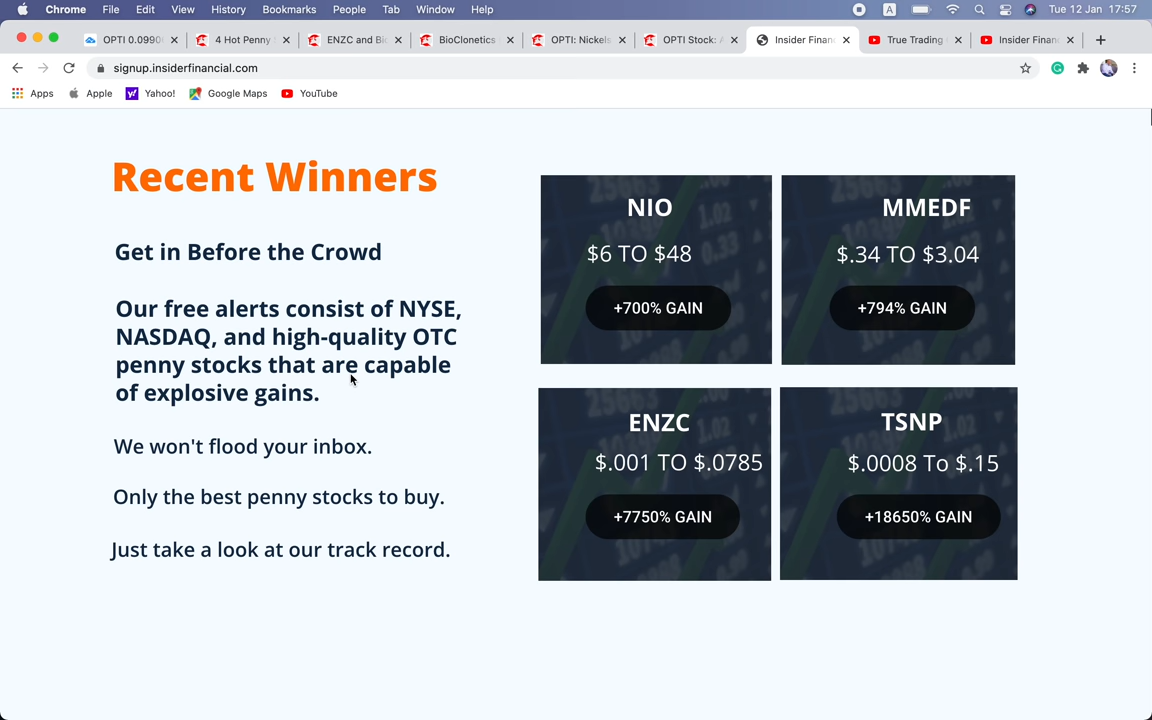 Chrome File Edit View History Bookmarks People Tab Window Help A Tue 12 Jan 17:57
OPTI 0.0990 4 Hot Penny ENZC and Bio BioClonetics OPTI: Nickels OPTI Stock: A Insider Finan True Trading Insider Finan
signup.insiderfinancial.com
Apps Apple Yahoo! Google Maps YouTube
Recent Winners
Get in Before the Crowd
Our free alerts consist of NYSE,
NASDAQ, and high-quality OTC
penny stocks that are capable
of explosive gains.
We won't flood your inbox.
Only the best penny stocks to buy.
Just take a look at our track record.
NIO
$6 TO $48
+700% GAIN
MMEDF
$.34 TO $3.04
+794% GAIN
ENZC
$.001 TO $.0785
+7750% GAIN
TSNP
$.0008 To $.15
+18650% GAIN